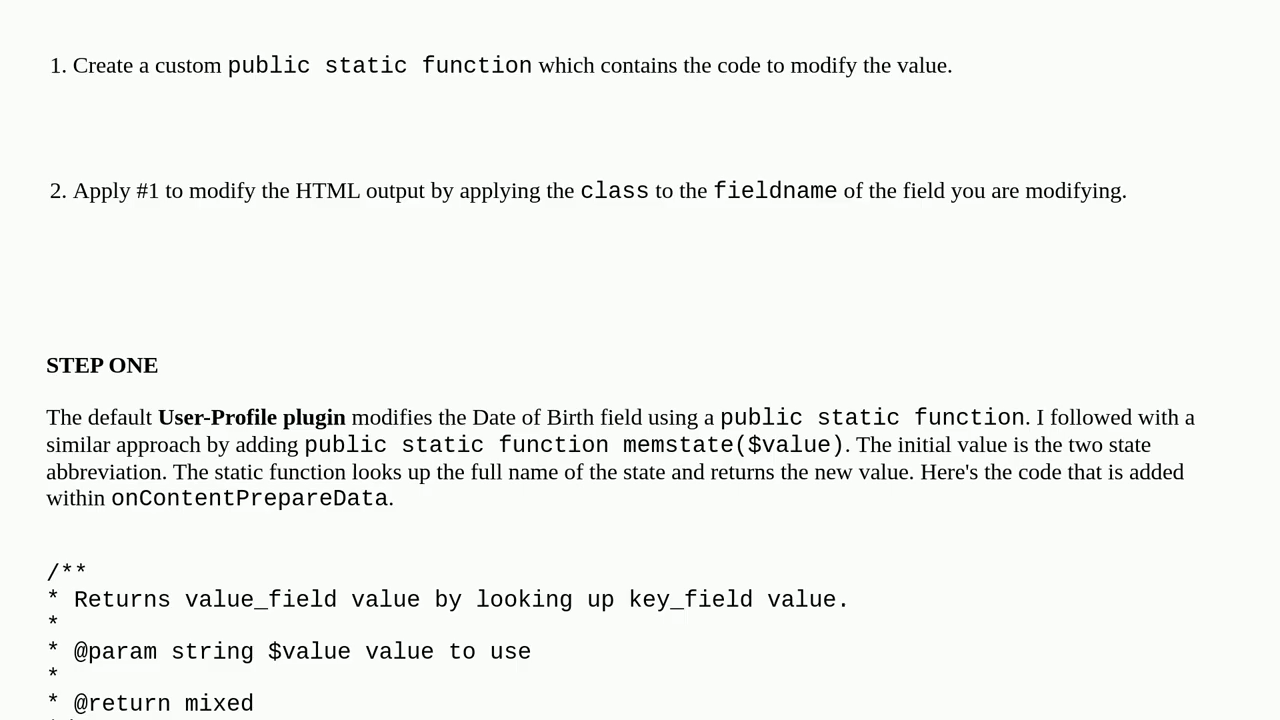 1. Create a custom public static function which contains the code to modify the value.
2. Apply #1 to modify the HTML output by applying the class to the fieldname of the field you are modifying.
STEP ONE
The default User-Profile plugin modifies the Date of Birth field using a public static function. I followed with a
similar approach by adding public static function memstate($value). The initial value is the two state
abbreviation. The static function looks up the full name of the state and returns the new value. Here's the code that is added
within onContentPrepareData.
/**
* Returns value_field value by looking up key_field value.
*
* @param string $value value to use
*
* @return mixed